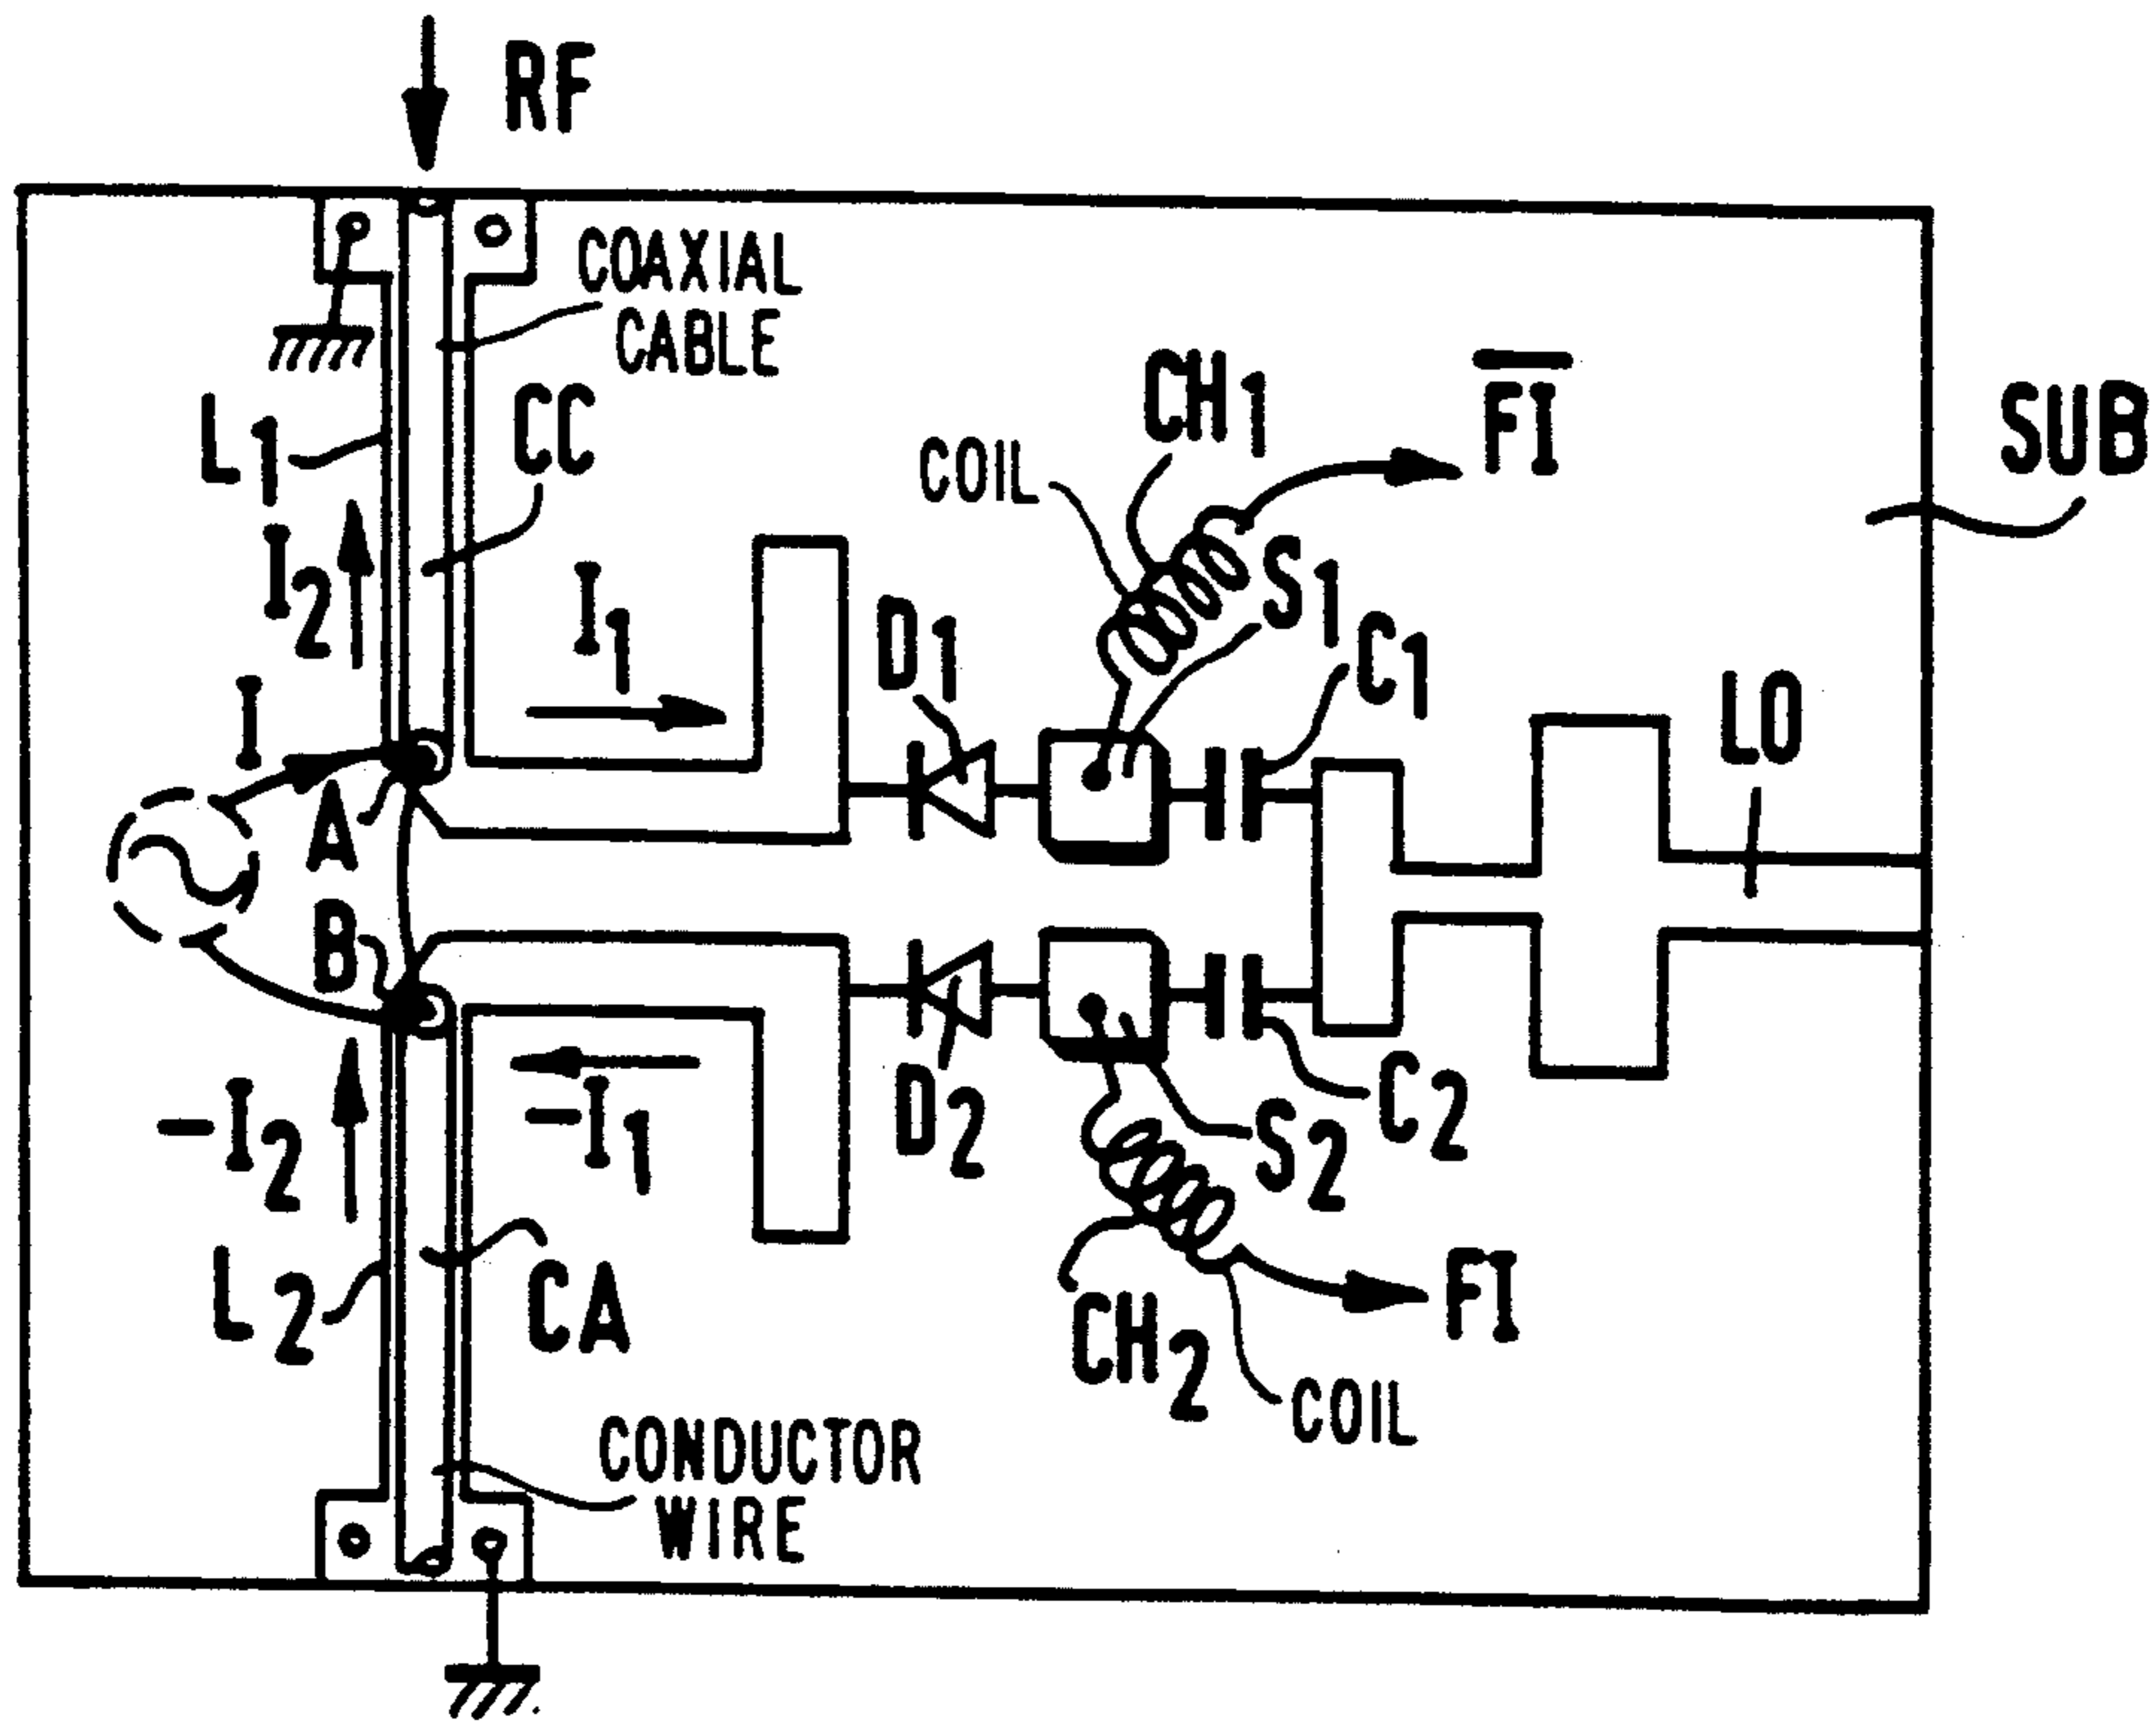 RF
COAXIAL
CABLE
L1
CC
CH1
F̅I̅
SUB
COIL
I2
I1
S1
D1
C1
I
LO
A
B
-I2
-I1
D2
C2
S2
L2
CA
FI
CH2
COIL
CONDUCTOR
WIRE